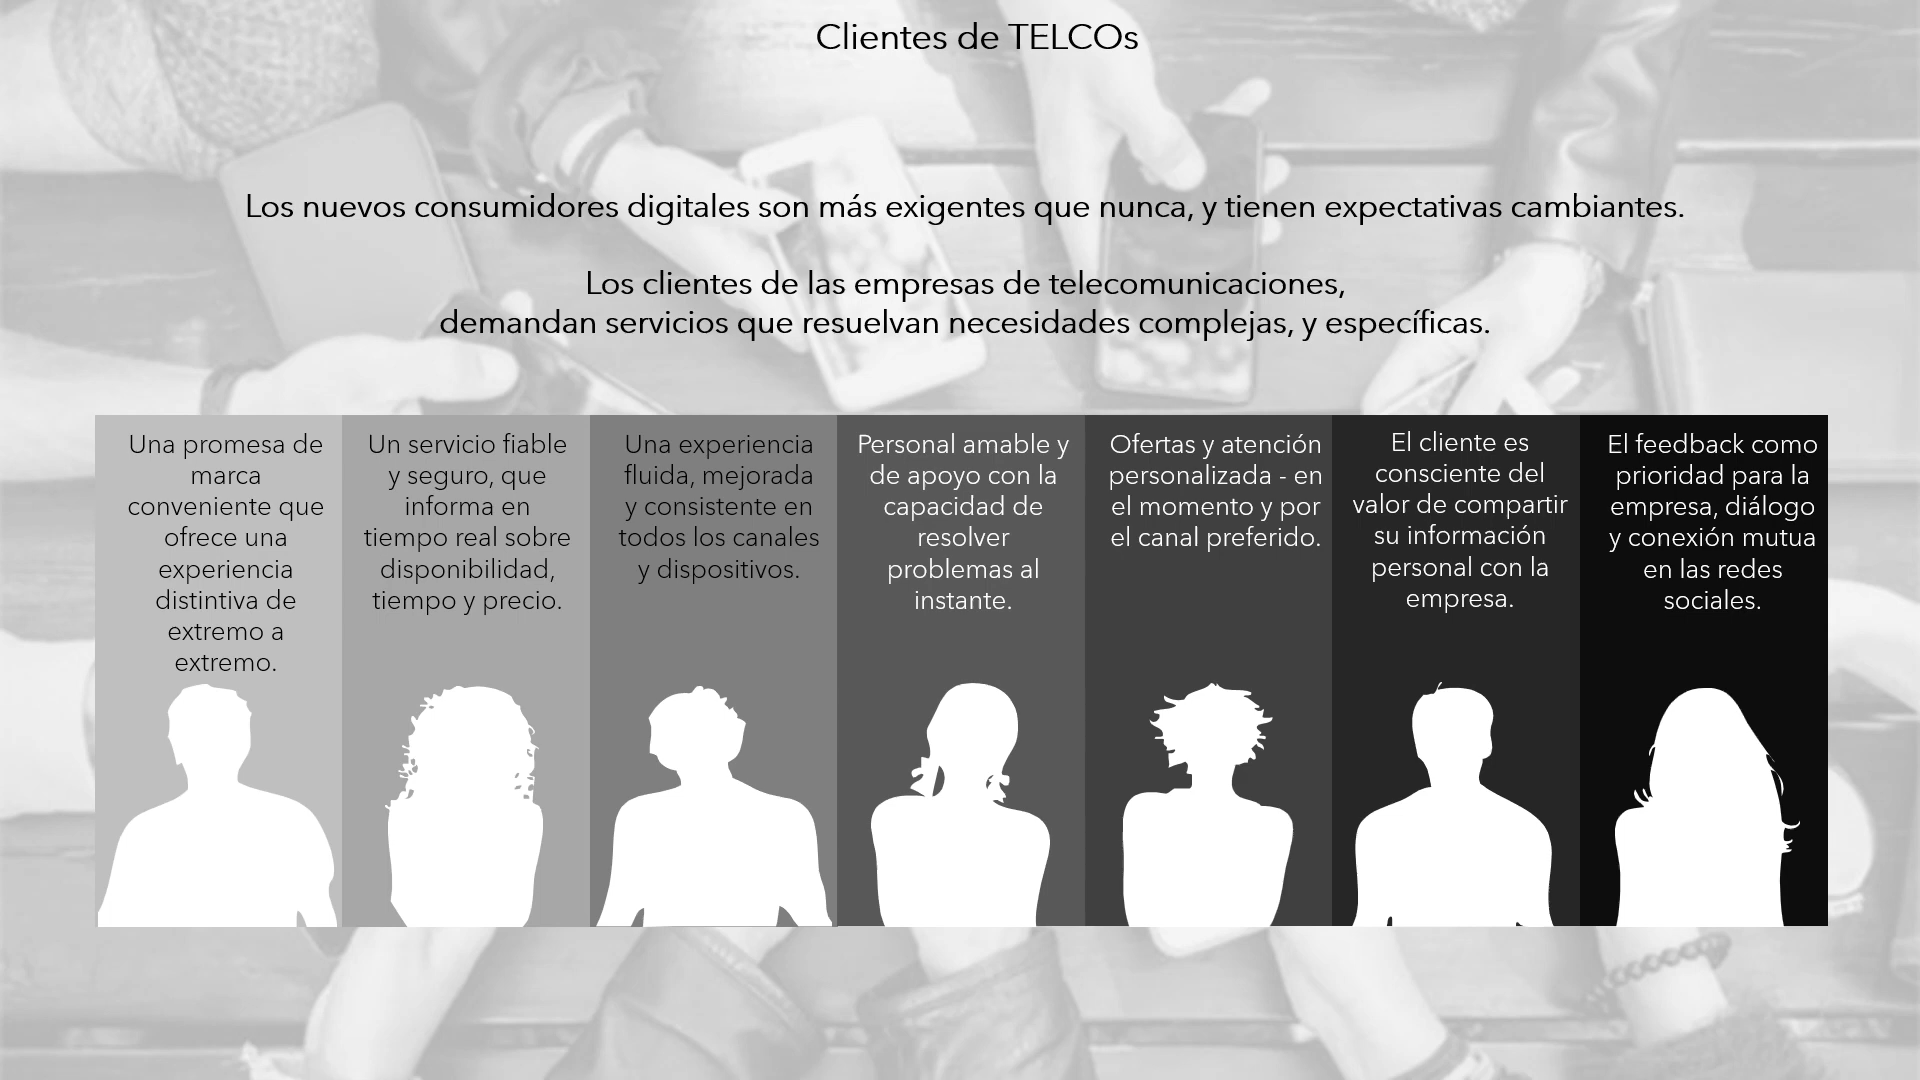 Clientes de TELCOs
Los nuevos consumidores digitales son más exigentes que nunca, y tienen expectativas cambiantes.
Los clientes de las empresas de telecomunicaciones,
demandan servicios que resuelvan necesidades complejas, y específicas.
Una promesa de
marca
conveniente que
ofrece una
experiencia
distintiva de
extremo a
extremo.
Un servicio fiable
y seguro, que
informa en
tiempo real sobre
disponibilidad,
tiempo y precio.
Una experiencia
fluida, mejorada
y consistente en
todos los canales
y dispositivos.
Personal amable y
de apoyo con la
capacidad de
resolver
problemas al
instante.
Ofertas y atención
personalizada - en
el momento y por
el canal preferido.
El cliente es
consciente del
valor de compartir
su información
personal con la
empresa.
El feedback como
prioridad para la
empresa, diálogo
y conexión mutua
en las redes
sociales.